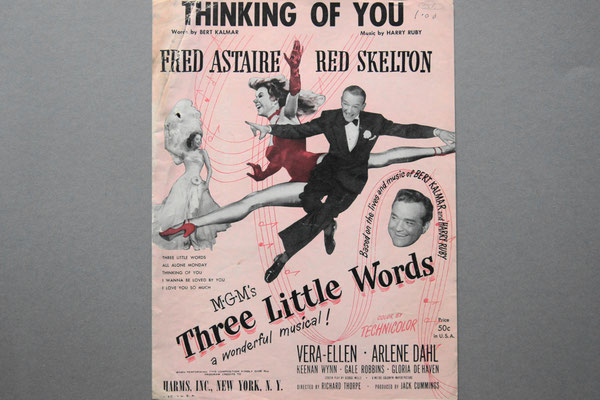 THINKING OF YOU
Words by BERT KALMAR
Music by HARRY RUBY
FRED ASTAIRE RED SKELTON
Based on the lives and music of BERT KALMAR and HARRY RUBY
THREE LITTLE WORDS
ALL ALONE MONDAY
THINKING OF YOU
I WANNA BE LOVED BY YOU
I LOVE YOU SO MUCH
M-G-M's
Three Little Words
a wonderful musical!
COLOR BY
TECHNICOLOR
Price
50c
in U.S.A.
VERA-ELLEN · ARLENE DAHL
KEENAN WYNN · GALE ROBBINS · GLORIA DE HAVEN
DIRECTED BY RICHARD THORPE · PRODUCED BY JACK CUMMINGS
HARMS, INC., NEW YORK, N. Y.